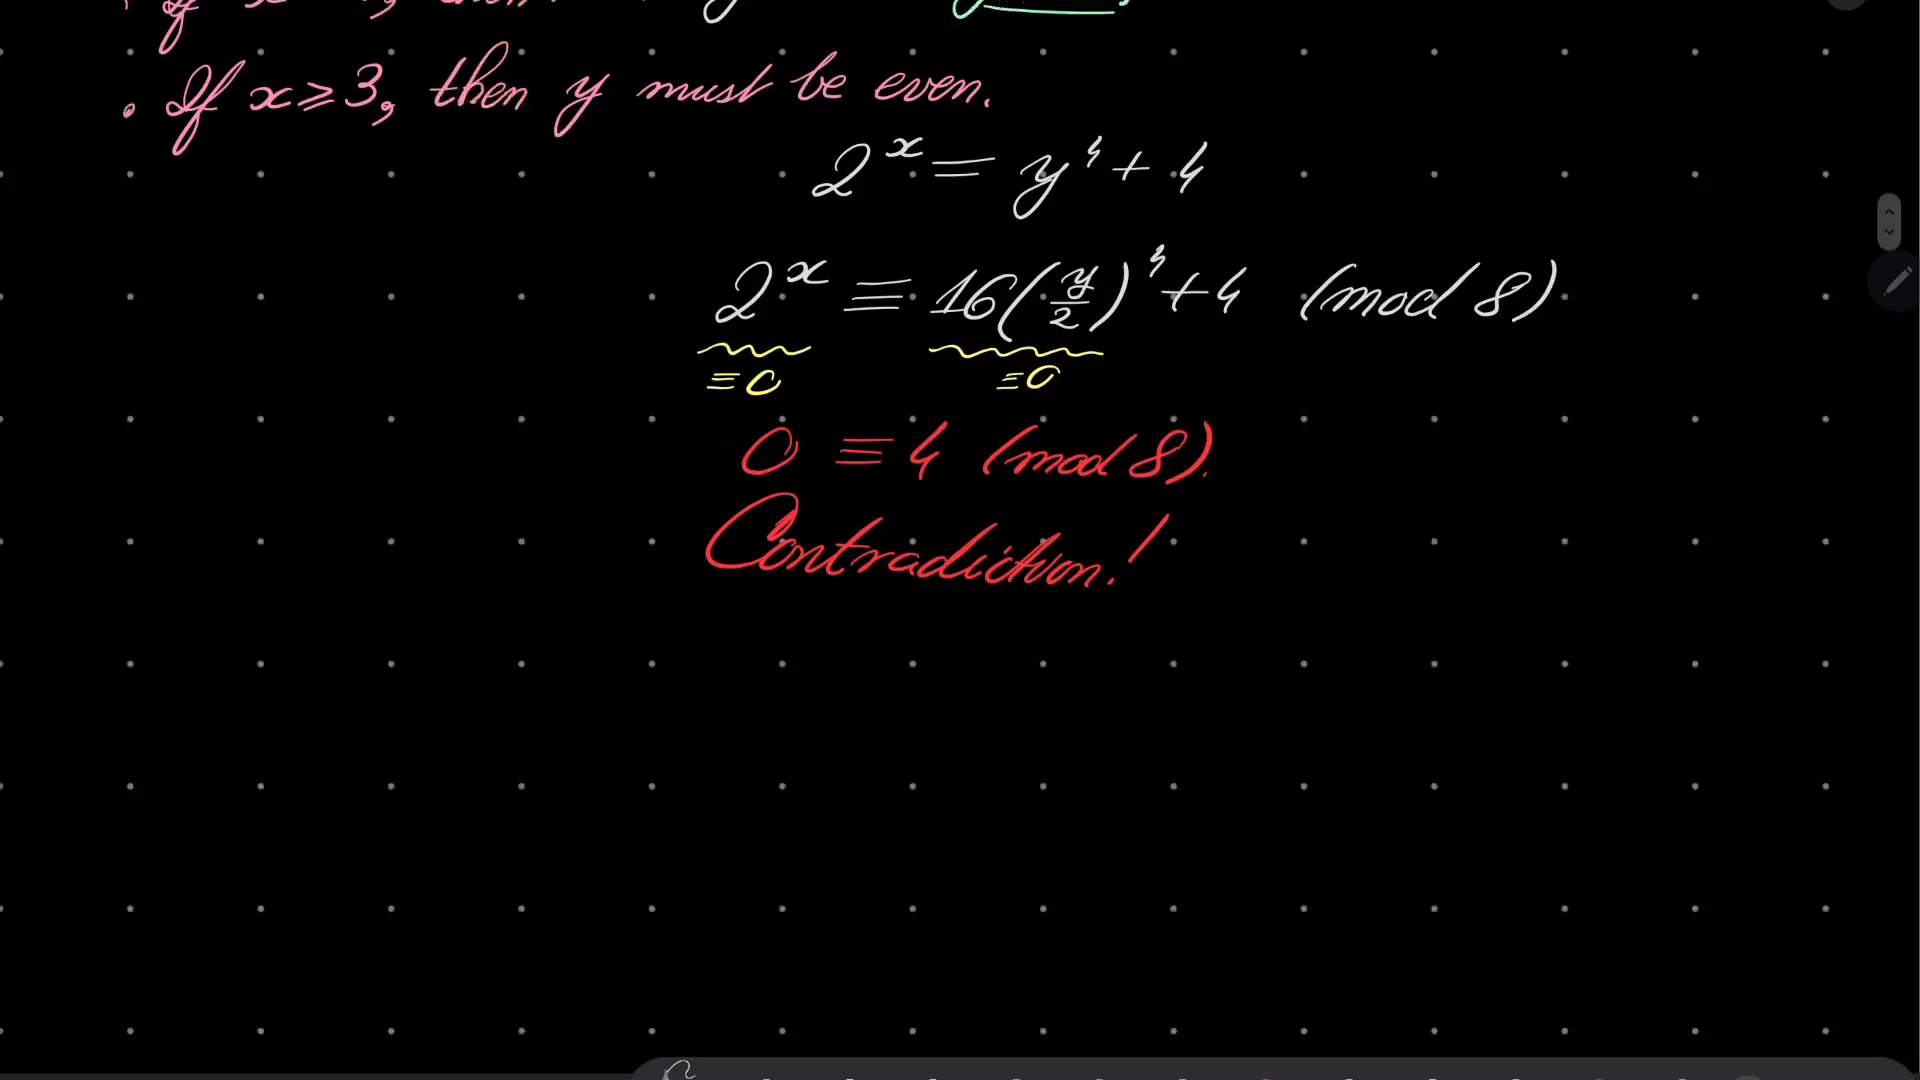 . If x ⩾ 3, then y must be even.
2^x = y^4 + 4
2^x ≡ 16(y/2)^4 + 4 (mod 8)
≡0 ≡0
0 ≡ 4 (mod 8).
Contradiction!